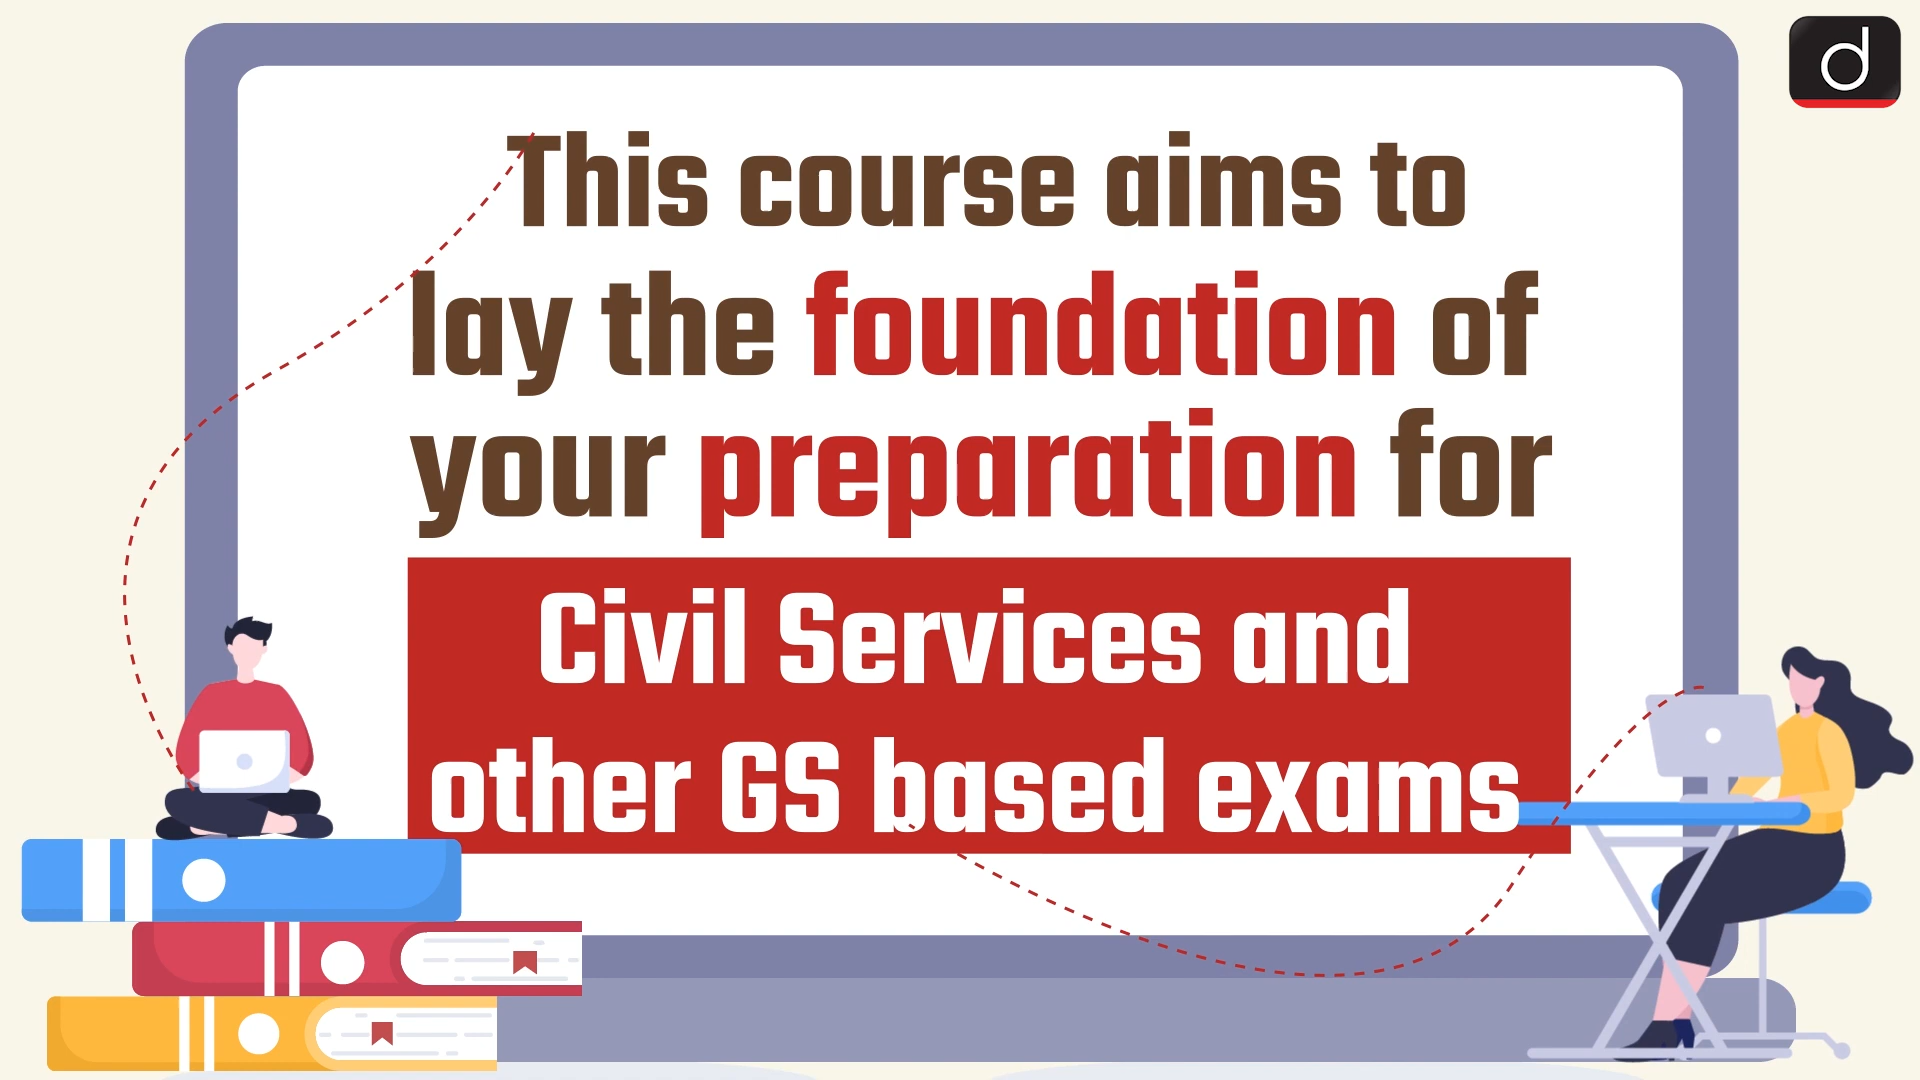 This course aims to
lay the foundation of
your preparation for
Civil Services and
other GS based exams
d